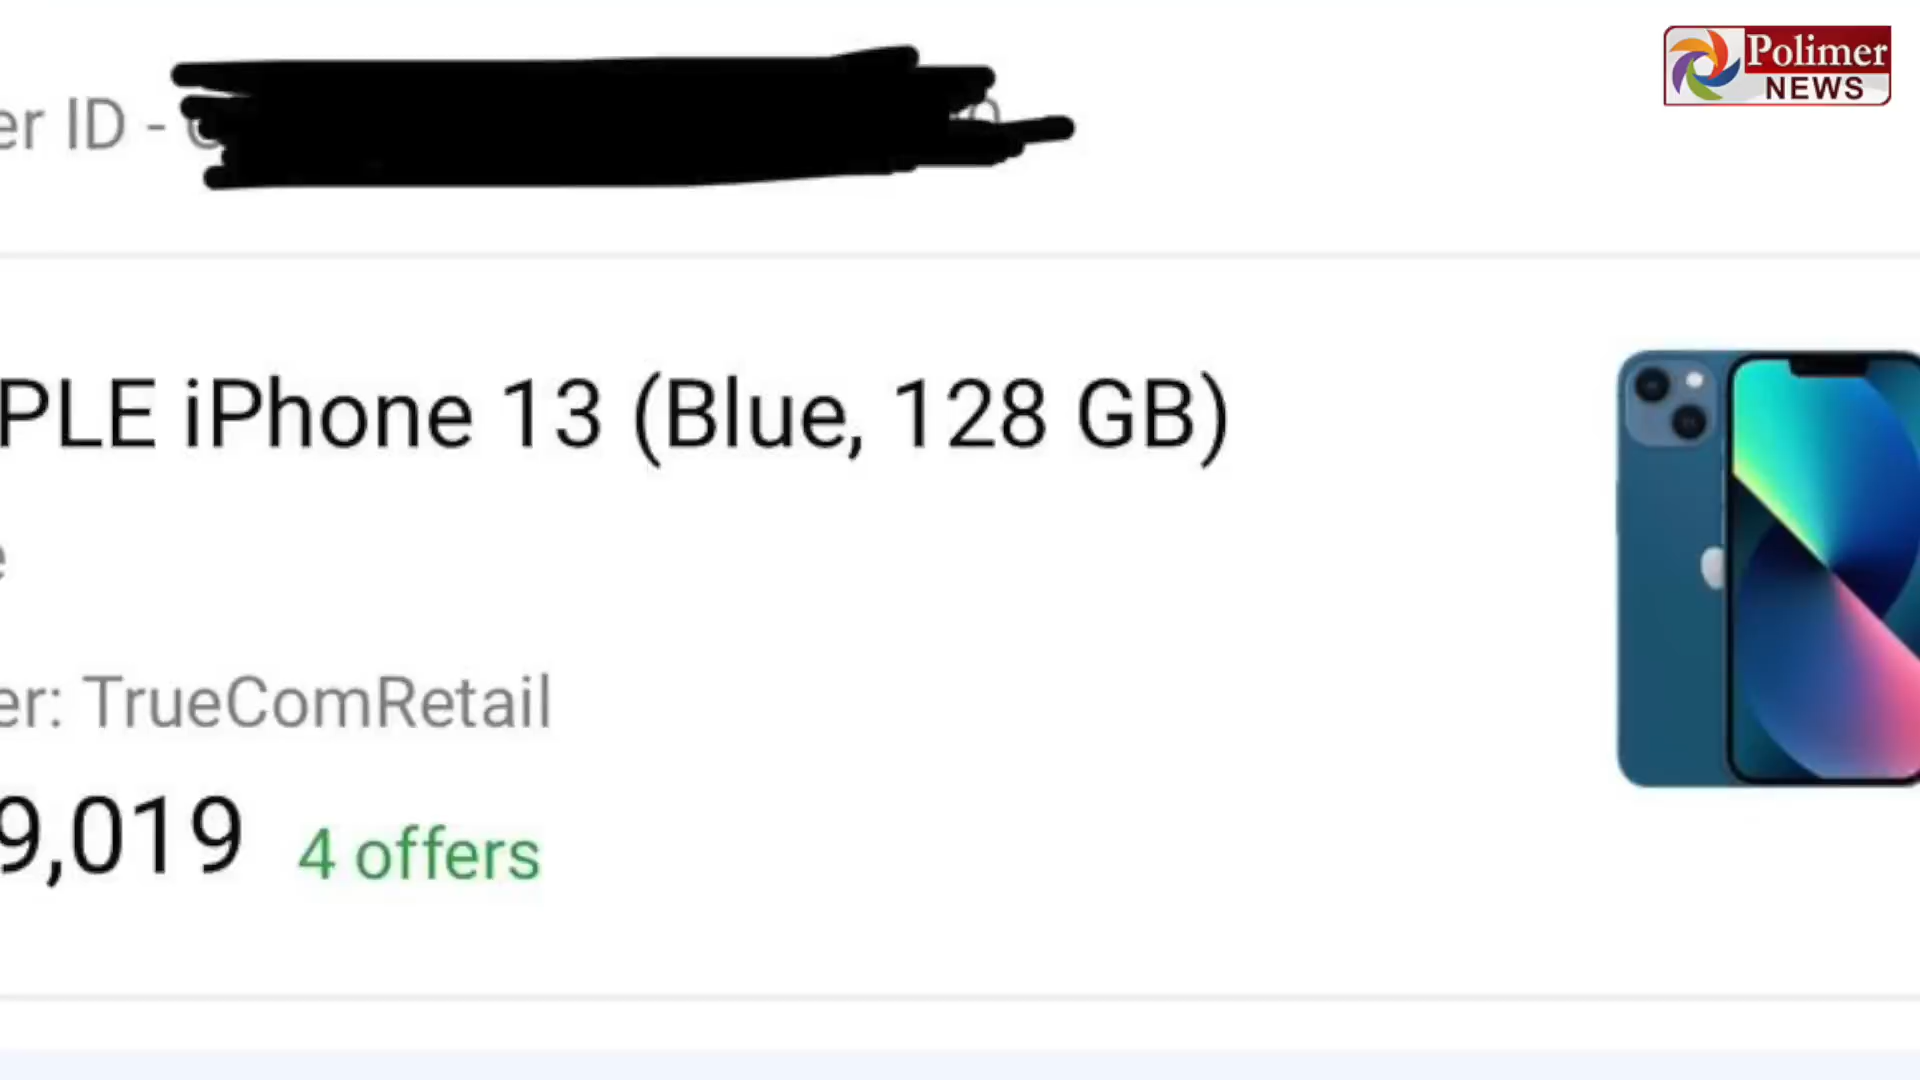 Polimer
NEWS
er ID -
PLE iPhone 13 (Blue, 128 GB)
e
er: TrueComRetail
9,019 4 offers